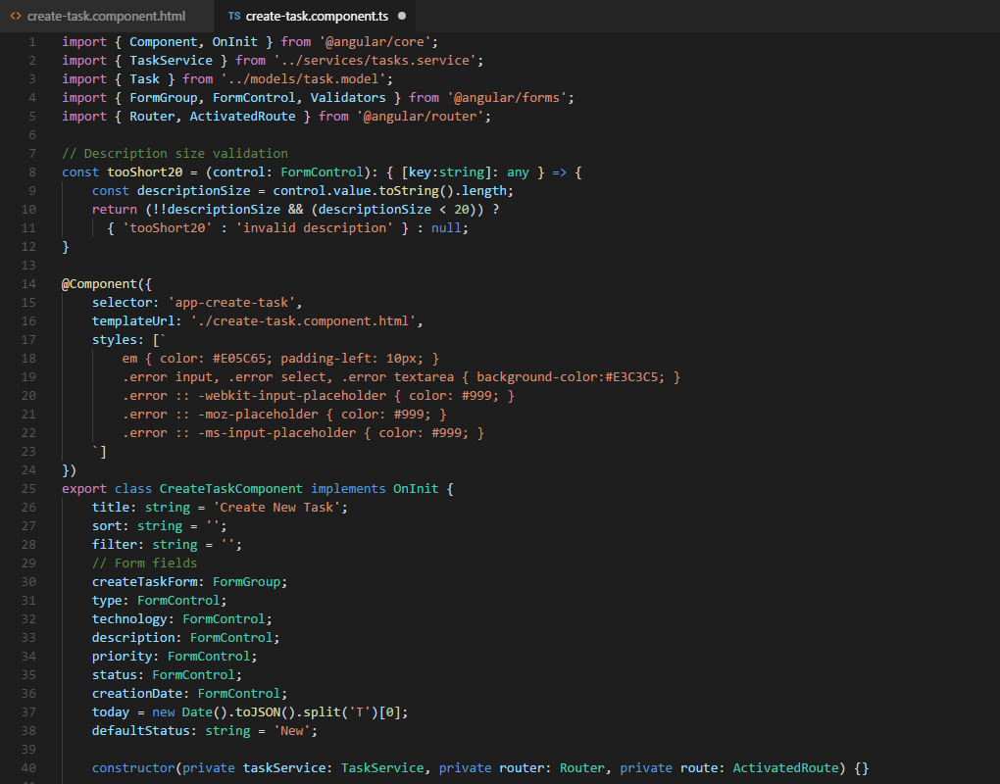 <> create-task.component.html TS create-task.component.ts ●
1 import { Component, OnInit } from '@angular/core';
2 import { TaskService } from '../services/tasks.service';
3 import { Task } from '../models/task.model';
4 import { FormGroup, FormControl, Validators } from '@angular/forms';
5 import { Router, ActivatedRoute } from '@angular/router';
6
7 // Description size validation
8 const tooShort20 = (control: FormControl): { [key:string]: any } => {
9     const descriptionSize = control.value.toString().length;
10     return (!!descriptionSize && (descriptionSize < 20)) ?
11       { 'tooShort20' : 'invalid description' } : null;
12 }
13
14 @Component({
15     selector: 'app-create-task',
16     templateUrl: './create-task.component.html',
17     styles: [`
18         em { color: #E05C65; padding-left: 10px; }
19         .error input, .error select, .error textarea { background-color:#E3C3C5; }
20         .error :: -webkit-input-placeholder { color: #999; }
21         .error :: -moz-placeholder { color: #999; }
22         .error :: -ms-input-placeholder { color: #999; }
23     `]
24 })
25 export class CreateTaskComponent implements OnInit {
26     title: string = 'Create New Task';
27     sort: string = '';
28     filter: string = '';
29     // Form fields
30     createTaskForm: FormGroup;
31     type: FormControl;
32     technology: FormControl;
33     description: FormControl;
34     priority: FormControl;
35     status: FormControl;
36     creationDate: FormControl;
37     today = new Date().toJSON().split('T')[0];
38     defaultStatus: string = 'New';
39
40     constructor(private taskService: TaskService, private router: Router, private route: ActivatedRoute) {}